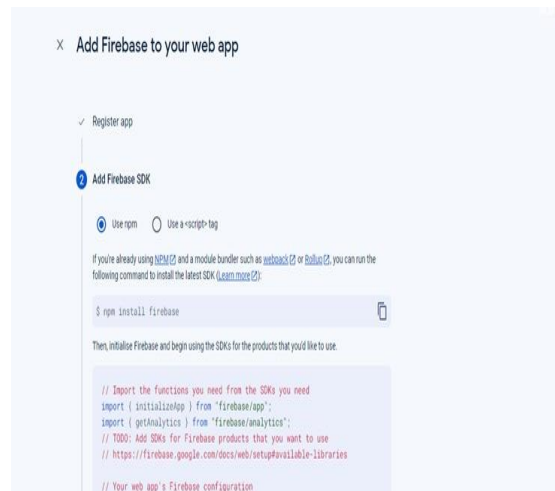 × Add Firebase to your web app
✓ Register app
2 Add Firebase SDK
Use npm Use a <script> tag
If you're already using NPM and a module bundler such as webpack or Rollup, you can run the
following command to install the latest SDK (Learn more):
$ npm install firebase
Then, initialise Firebase and begin using the SDKs for the products that you'd like to use.
// Import the functions you need from the SDKs you need
import { initializeApp } from "firebase/app";
import { getAnalytics } from "firebase/analytics";
// TODO: Add SDKs for Firebase products that you want to use
// https://firebase.google.com/docs/web/setup#available-libraries
// Your web app's Firebase configuration